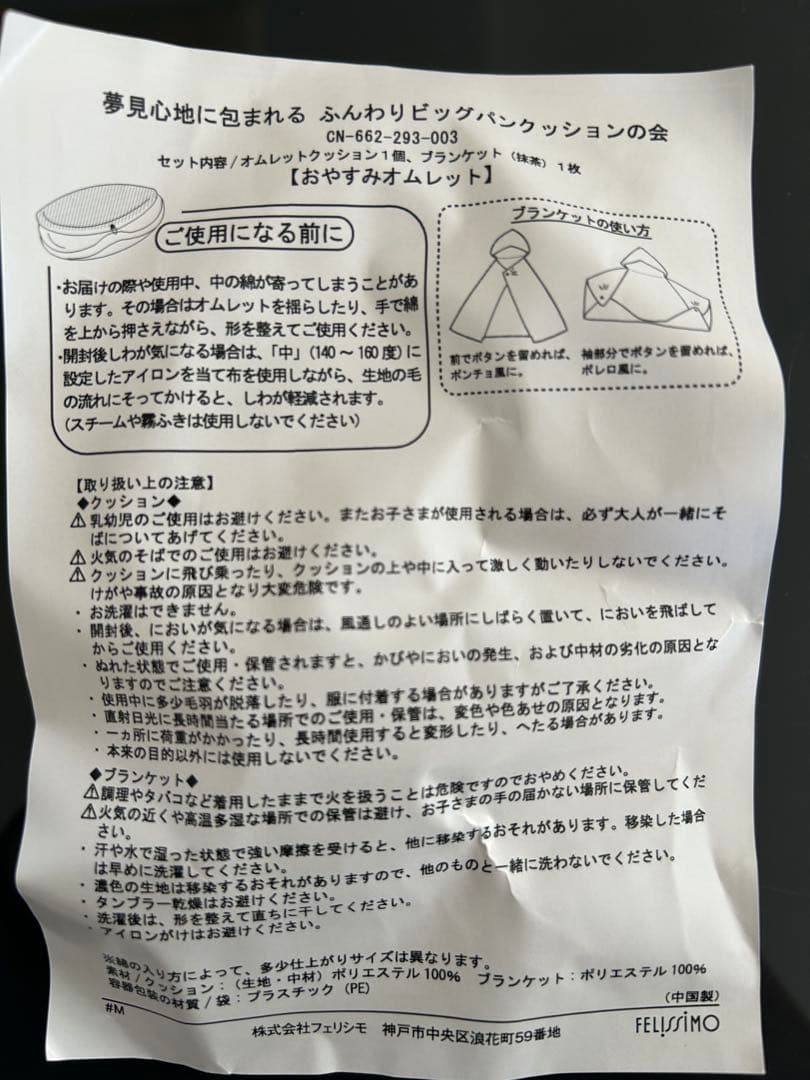 夢見心地に包まれる ふんわりビッグパンクッションの会
CN-662-293-003
セット内容/オムレットクッション1個、ブランケット（抹茶）1枚
【おやすみオムレット】
ご使用になる前に
・お届けの際や使用中、中の綿が寄ってしまうことがあ
ります。その場合はオムレットを揺らしたり、手で綿
を上から押さえながら、形を整えてご使用ください。
・開封後しわが気になる場合は、「中」（140～160度）に
設定したアイロンを当て布を使用しながら、生地の毛
の流れにそってかけると、しわが軽減されます。
（スチームや霧ふきは使用しないでください）
ブランケットの使い方
前でボタンを留めれば、
ポンチョ風に。
袖部分でボタンを留めれば、
ボレロ風に。
【取り扱い上の注意】
◆クッション◆
⚠乳幼児のご使用はお避けください。またお子さまが使用される場合は、必ず大人が一緒にそ
ばについてあげてください。
⚠火気のそばでのご使用はお避けください。
⚠クッションに飛び乗ったり、クッションの上や中に入って激しく動いたりしないでください。
けがや事故の原因となり大変危険です。
・お洗濯はできません。
・開封後、においが気になる場合は、風通しのよい場所にしばらく置いて、においを飛ばして
からご使用ください。
・ぬれた状態でご使用・保管されますと、かびやにおいの発生、および中材の劣化の原因とな
りますのでご注意ください。
・使用中に多少毛羽が脱落したり、服に付着する場合がありますがご了承ください。
・直射日光に長時間当たる場所でのご使用・保管は、変色や色あせの原因となります。
・一ヵ所に荷重がかかったり、長時間使用すると変形したり、へたる場合があります。
・本来の目的以外には使用しないでください。
◆ブランケット◆
⚠調理やタバコなど着用したままで火を扱うことは危険ですのでおやめください。
⚠火気の近くや高温多湿な場所での保管は避け、お子さまの手の届かない場所に保管してくだ
さい。
・汗や水で湿った状態で強い摩擦を受けると、他に移染するおそれがあります。移染した場合
は早めに洗濯してください。
・濃色の生地は移染するおそれがありますので、他のものと一緒に洗わないでください。
・タンブラー乾燥はお避けください。
・洗濯後は、形を整えて直ちに干してください。
・アイロンがけはお避けください。
※綿の入り方によって、多少仕上がりサイズは異なります。
素材/クッション：（生地・中材）ポリエステル100% ブランケット：ポリエステル100%
容器包装の材質/袋：プラスチック（PE）
（中国製）
#M
株式会社フェリシモ 神戸市中央区浪花町59番地
FELISSIMO